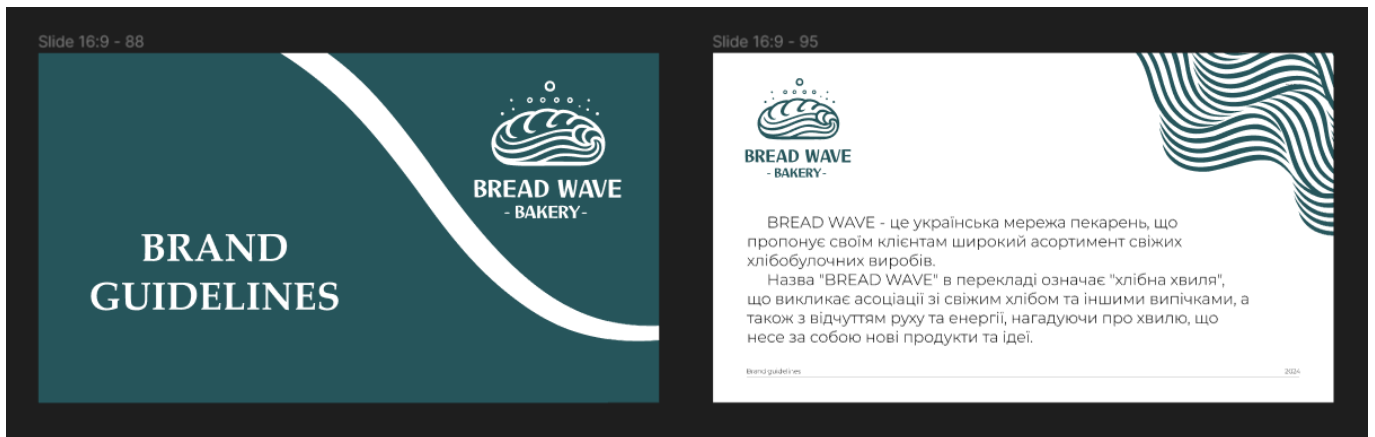 Slide 16:9 - 88
BREAD WAVE
- BAKERY-
BRAND
GUIDELINES
Slide 16:9 - 95
BREAD WAVE
- BAKERY-
BREAD WAVE - це українська мережа пекарень, що
пропонує своїм клієнтам широкий асортимент свіжих
хлібобулочних виробів.
Назва "BREAD WAVE" в перекладі означає "хлібна хвиля",
що викликає асоціації зі свіжим хлібом та іншими випічками, а
також з відчуттям руху та енергії, нагадуючи про хвилю, що
несе за собою нові продукти та ідеї.
Brand guidelines
2024